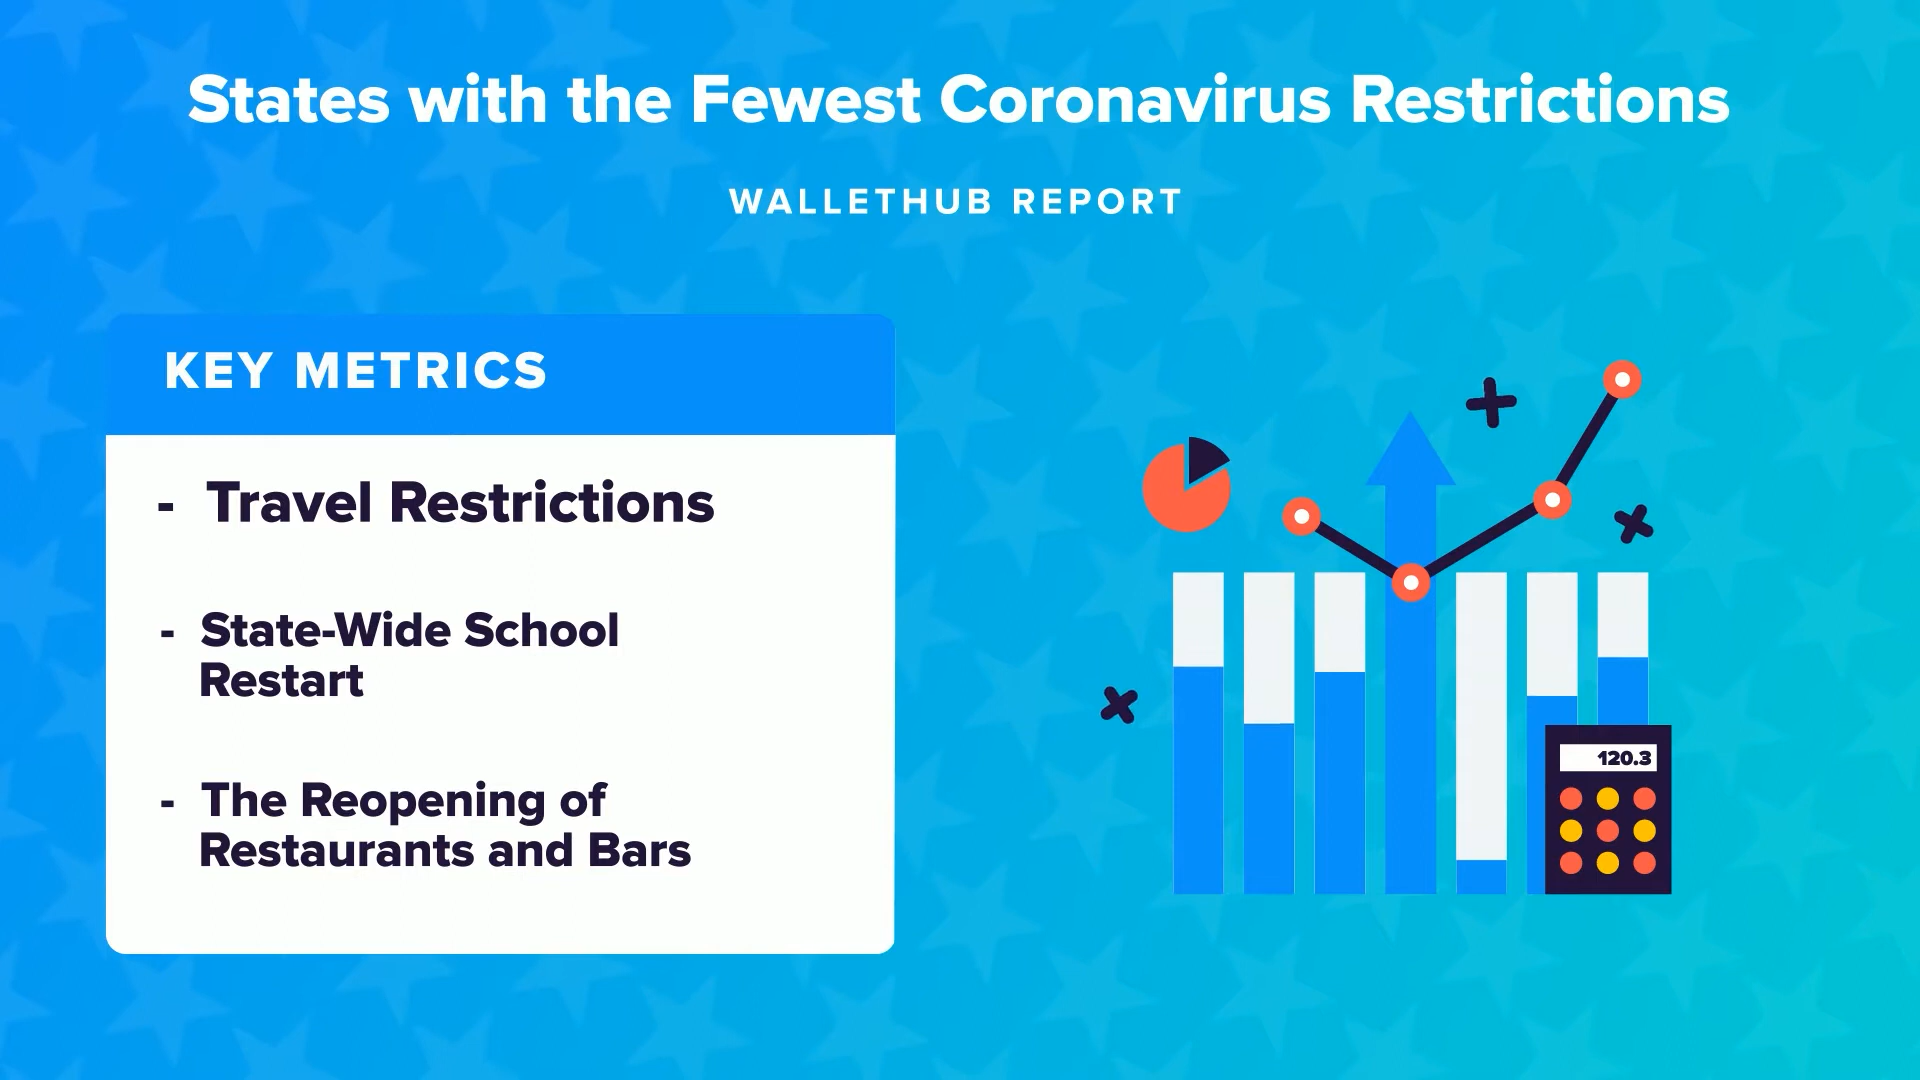 States with the Fewest Coronavirus Restrictions
WALLETHUB REPORT
KEY METRICS
- Travel Restrictions
- State-Wide School
Restart
- The Reopening of
Restaurants and Bars
120.3